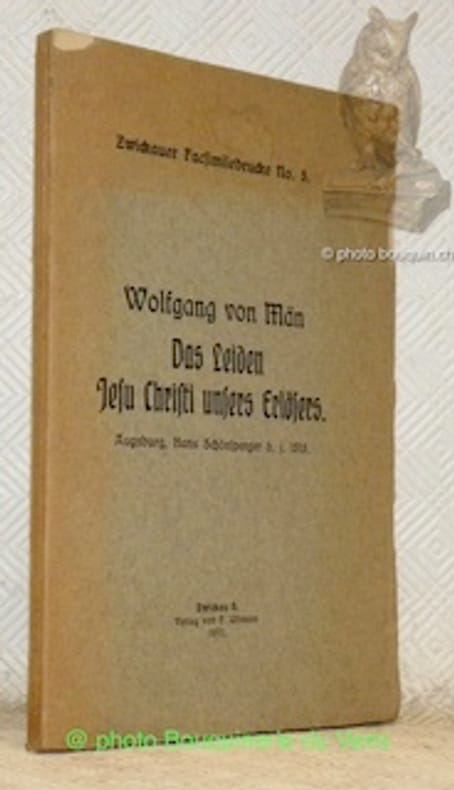 Zwickauer Facsimiledrucke No. 5.
© photo bouquin.ch
Wolfgang von Män
Das Leiden
Jesu Christi unsers Erlösers.
Augsburg, Hans Schönsperger d. j. 1515.
Zwickau S.
Verlag von F. Ullmann
@ photo Bouquinerie du Varis